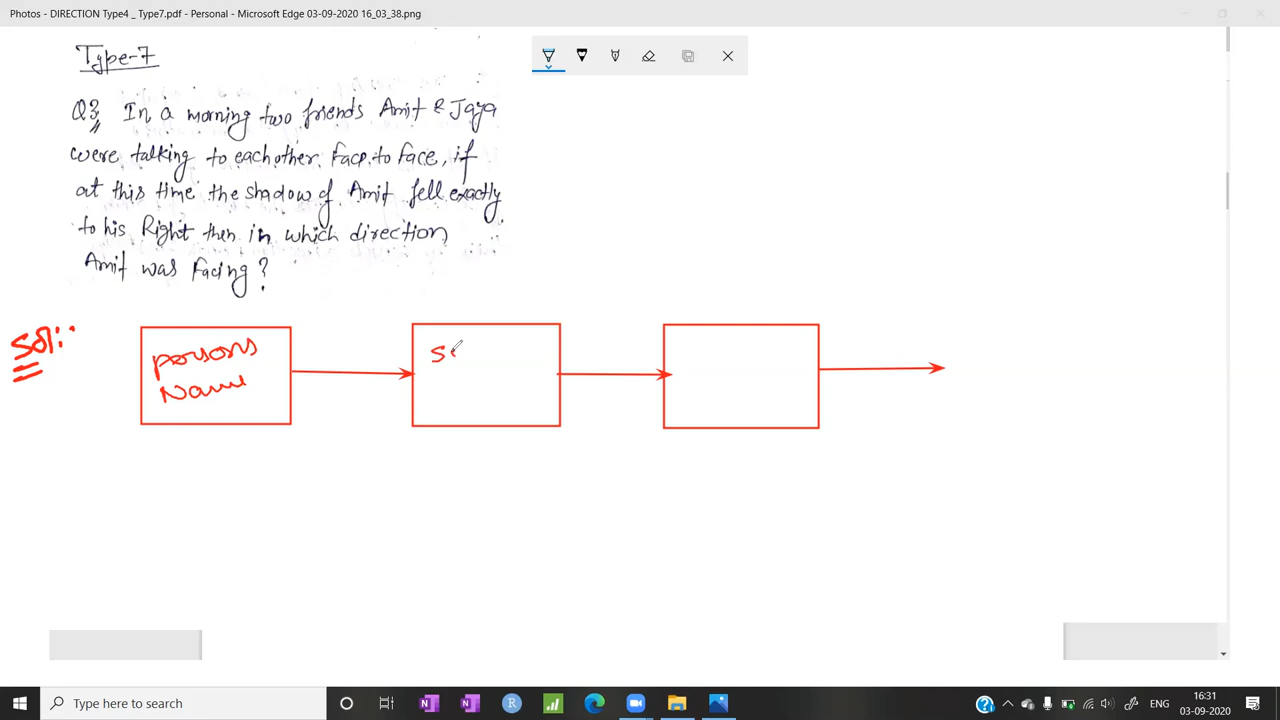 Photos - DIRECTION Type4 _ Type7.pdf - Personal - Microsoft Edge 03-09-2020 16_03_38.png
Type-7
Q3, In a morning two friends Amit & Jaya
were talking to eachother face to face, if
at this time the shadow of Amit fell exactly
to his Right then in which direction
Amit was facing?
Sol:-
persons
Name
S
Type here to search
ENG
16:31
03-09-2020